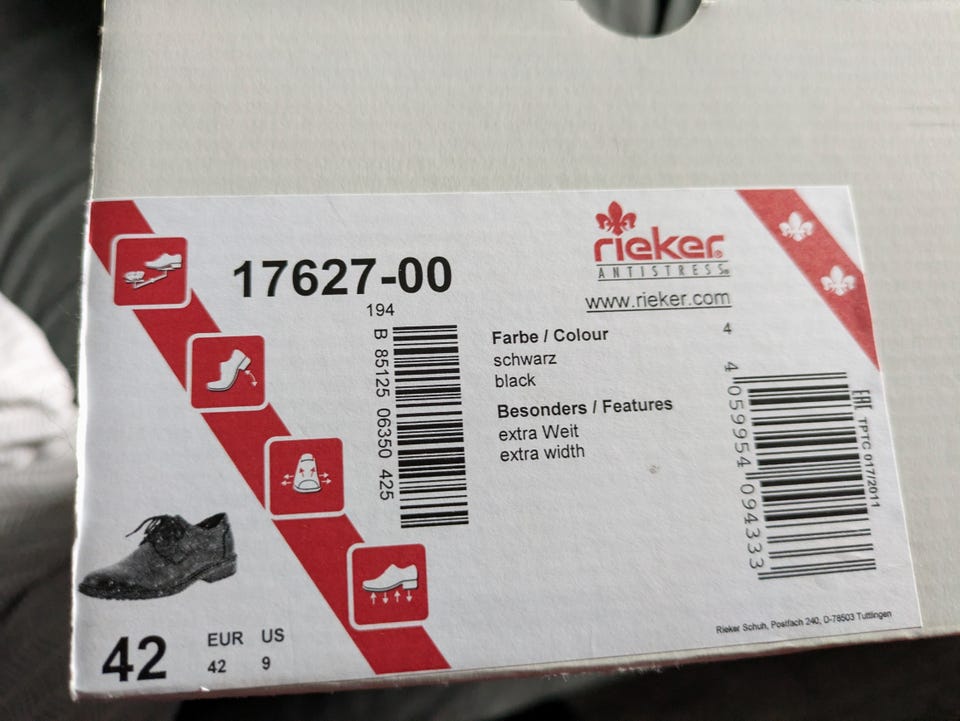 rieker®
ANTISTRESS®
www.rieker.com
17627-00
194
B 85125 06350 425
Farbe / Colour
schwarz
black
Besonders / Features
extra Weit
extra width
4
4 059954 094333
EAC
TPTC 017/2011
42
EUR US
42 9
Rieker Schuh, Postfach 240, D-78503 Tuttlingen